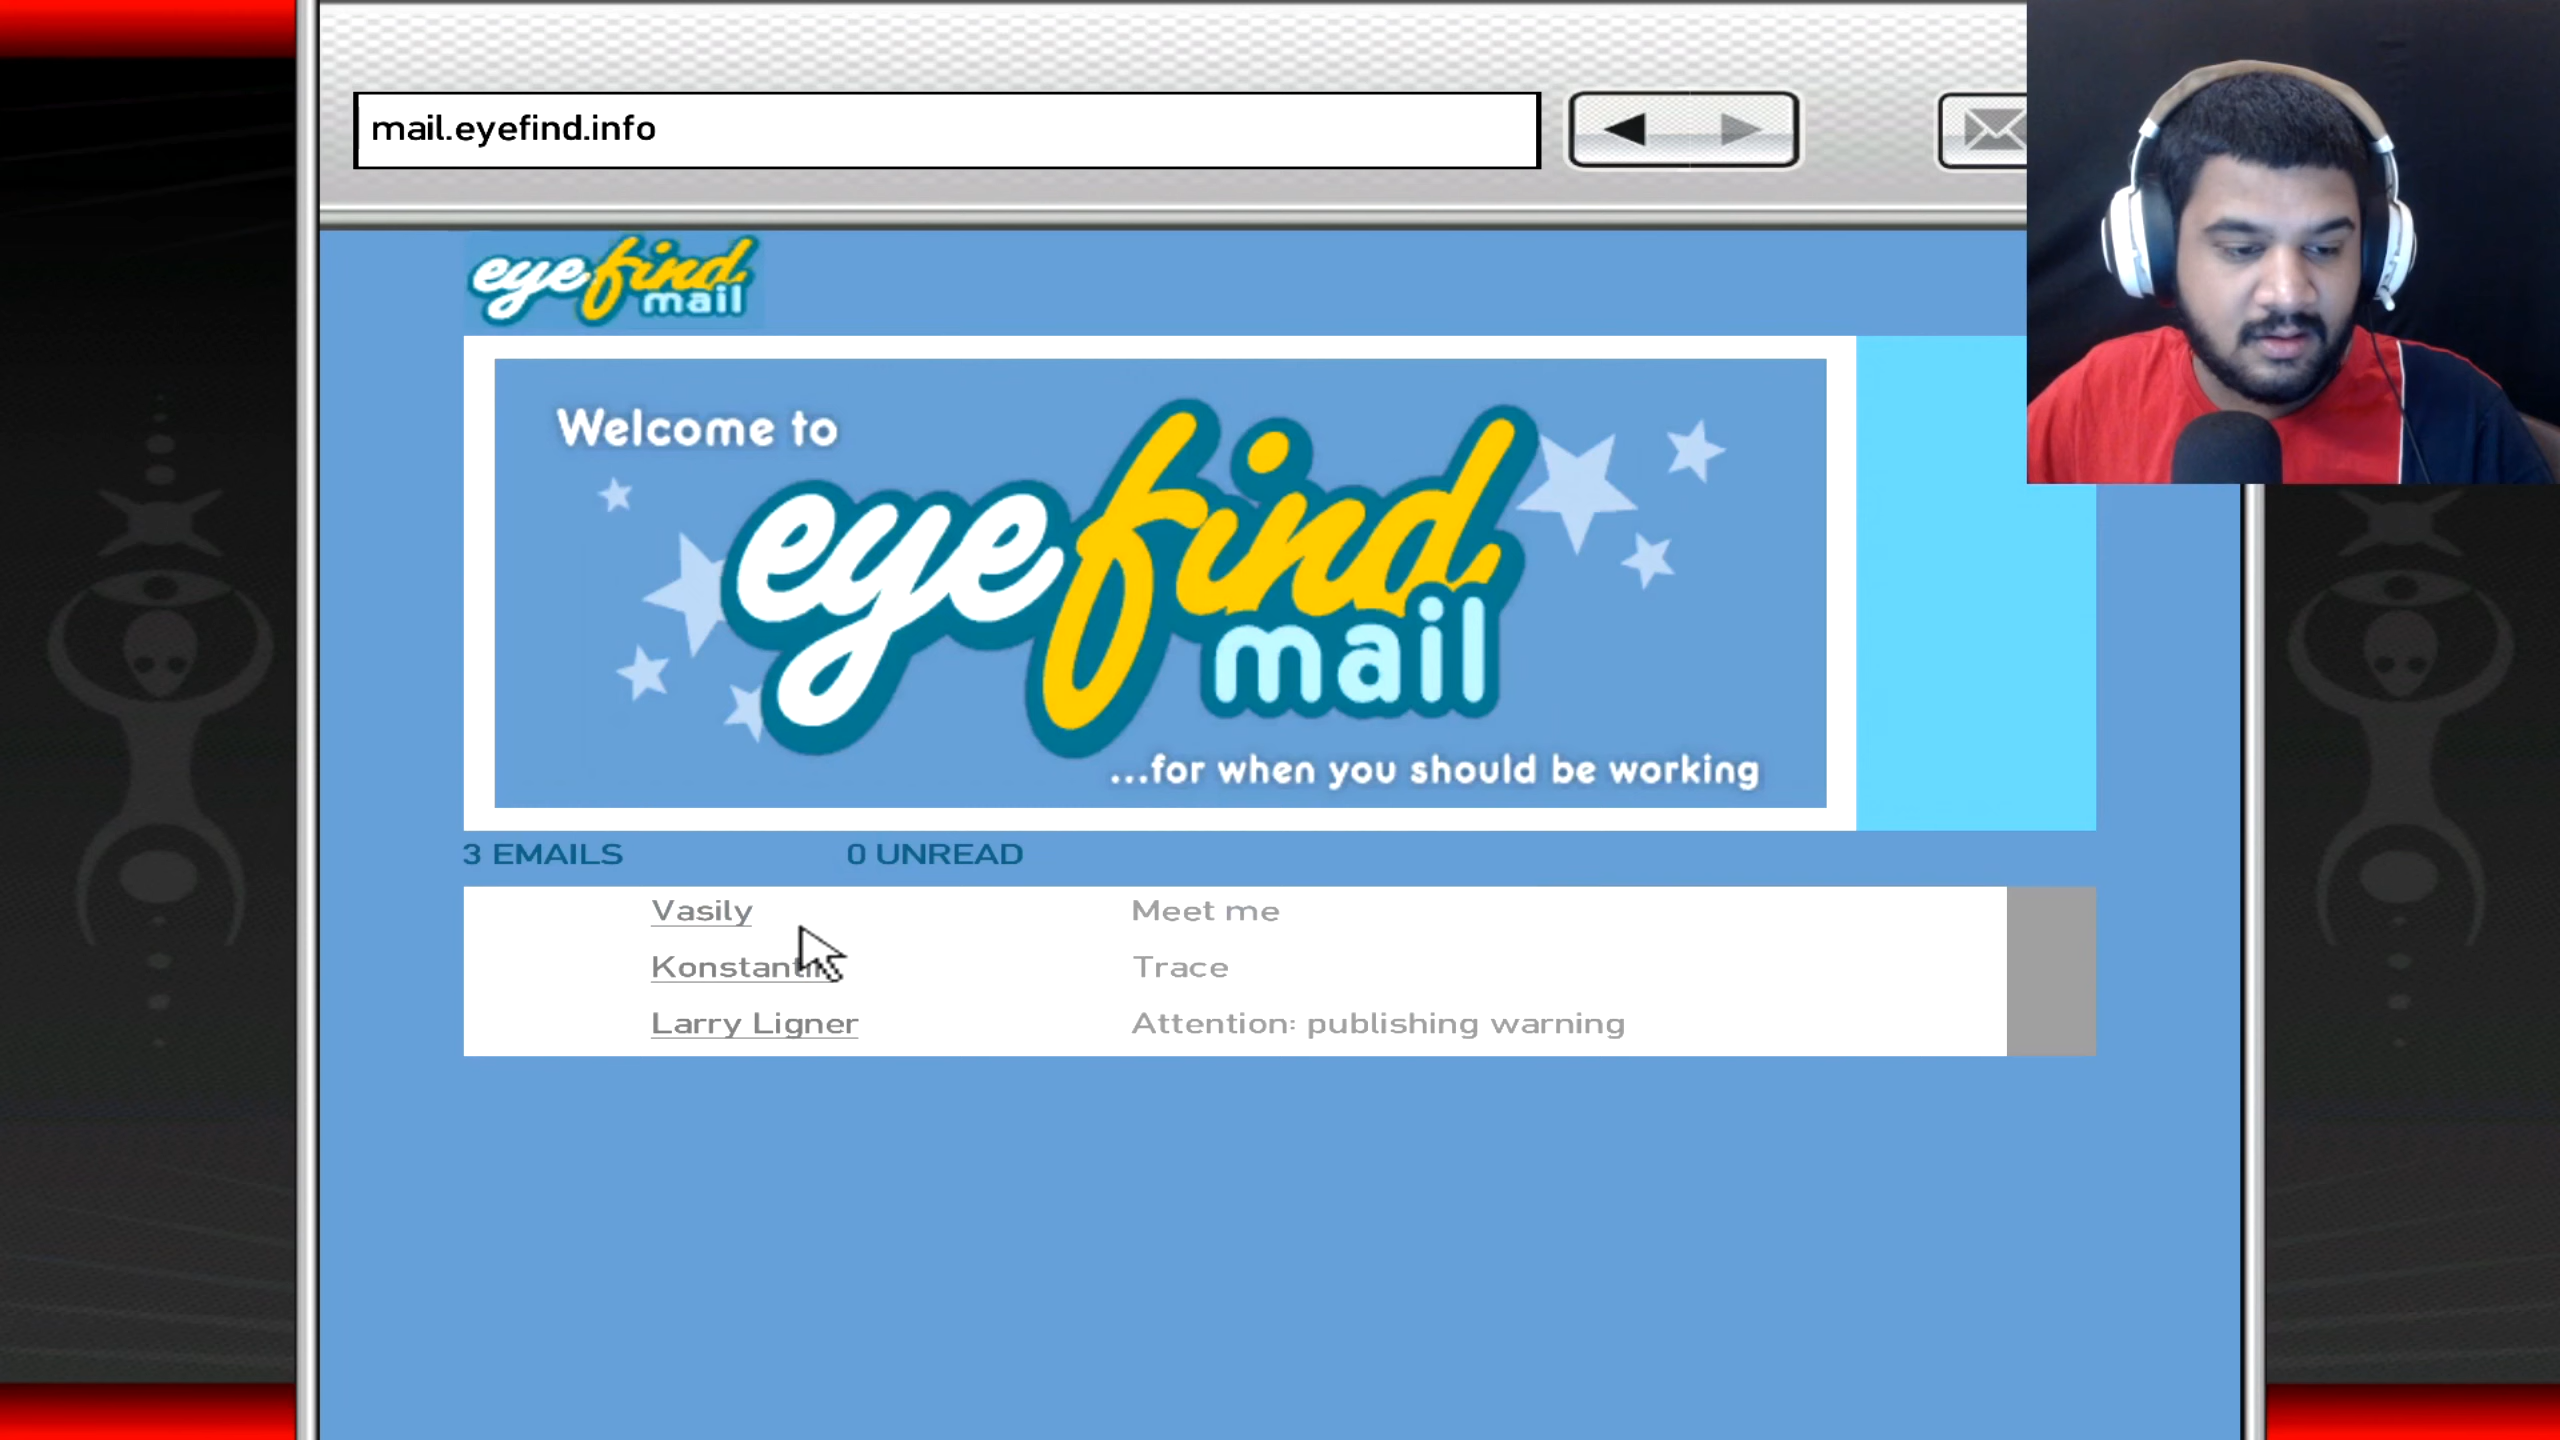 mail.eyefind.info
eyefind mail
Welcome to
eyefind
mail
...for when you should be working
3 EMAILS 0 UNREAD
Vasily Meet me
Trace
Larry Ligner Attention: publishing warning